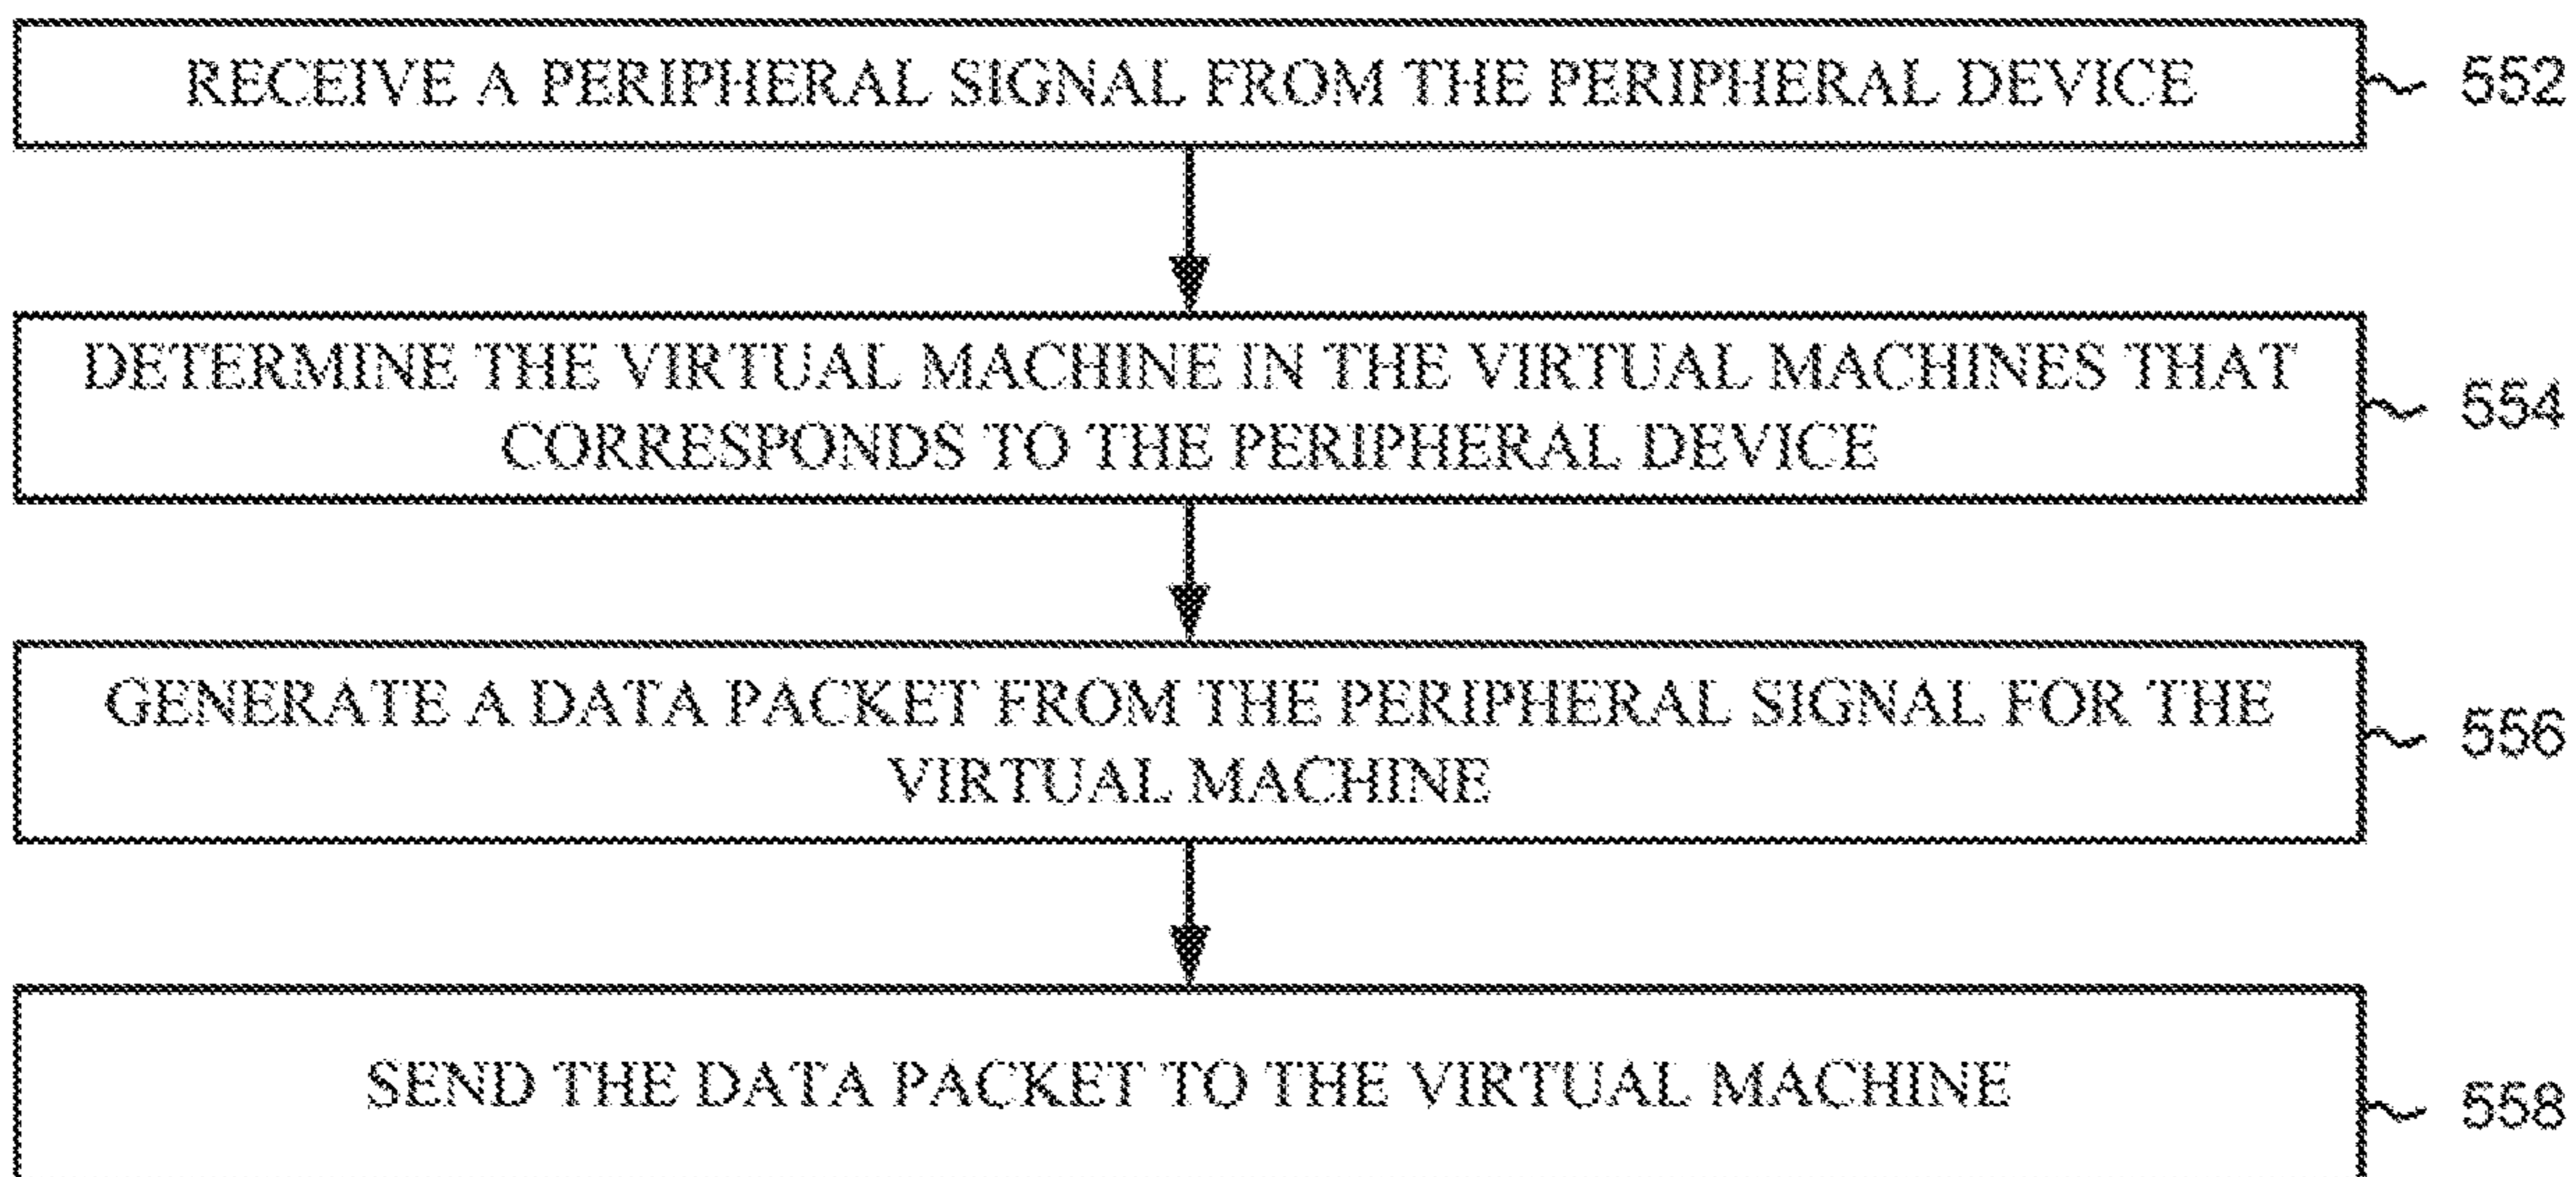 RECEIVE A PERIPHERAL SIGNAL FROM THE PERIPHERAL DEVICE
552
DETERMINE THE VIRTUAL MACHINE IN THE VIRTUAL MACHINES THAT
CORRESPONDS TO THE PERIPHERAL DEVICE
554
GENERATE A DATA PACKET FROM THE PERIPHERAL SIGNAL FOR THE
VIRTUAL MACHINE
556
SEND THE DATA PACKET TO THE VIRTUAL MACHINE
558